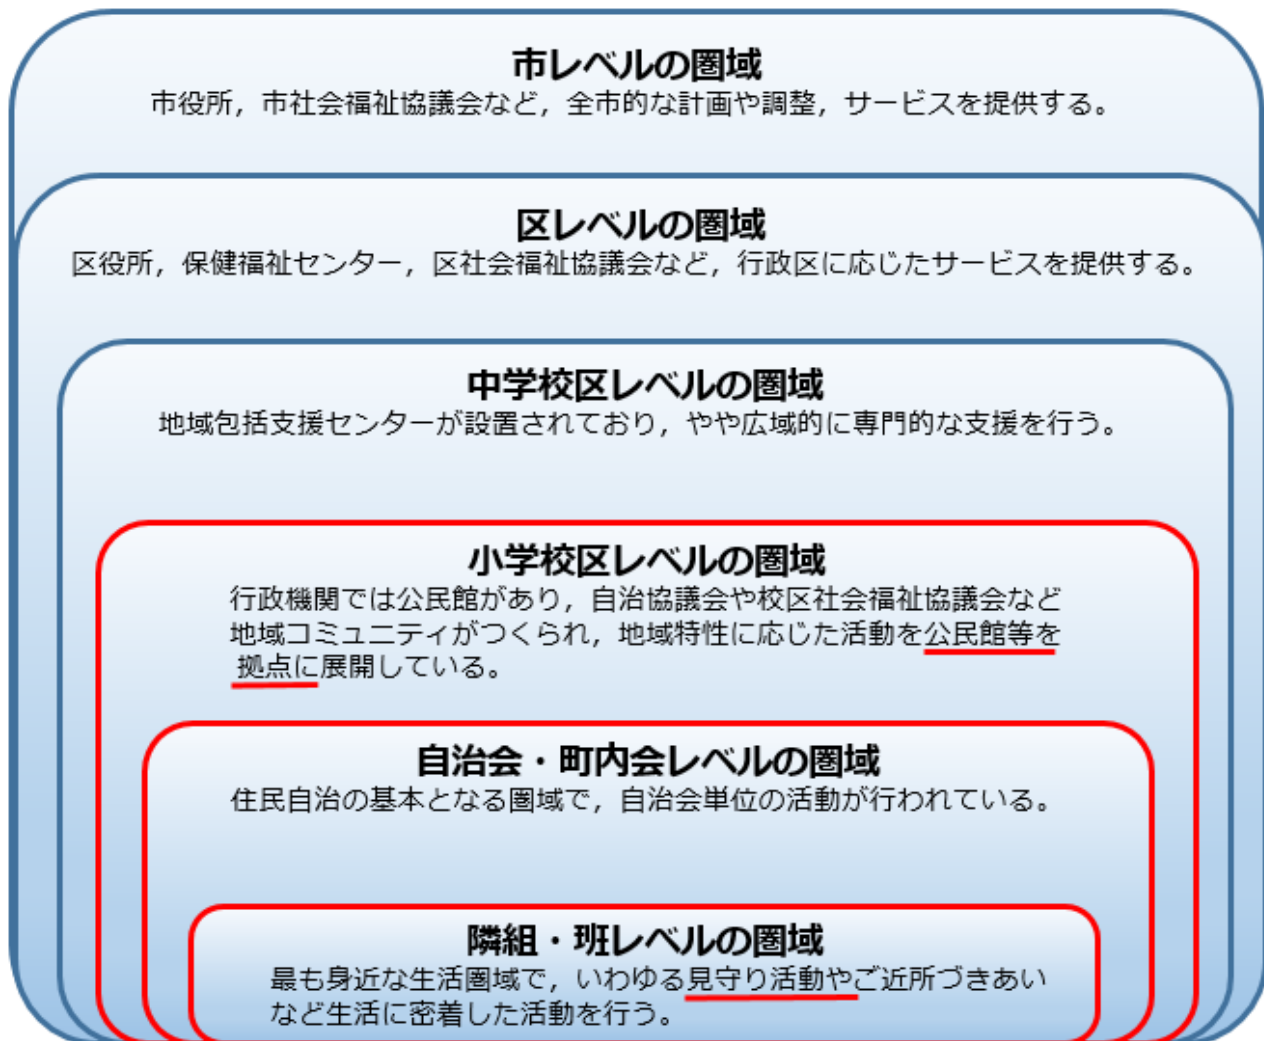 市レベルの圏域
市役所，市社会福祉協議会など，全市的な計画や調整，サービスを提供する。
区レベルの圏域
区役所，保健福祉センター，区社会福祉協議会など，行政区に応じたサービスを提供する。
中学校区レベルの圏域
地域包括支援センターが設置されており，やや広域的に専門的な支援を行う。
小学校区レベルの圏域
行政機関では公民館があり，自治協議会や校区社会福祉協議会など
地域コミュニティがつくられ，地域特性に応じた活動を公民館等を
拠点に展開している。
自治会・町内会レベルの圏域
住民自治の基本となる圏域で，自治会単位の活動が行われている。
隣組・班レベルの圏域
最も身近な生活圏域で，いわゆる見守り活動やご近所づきあい
など生活に密着した活動を行う。